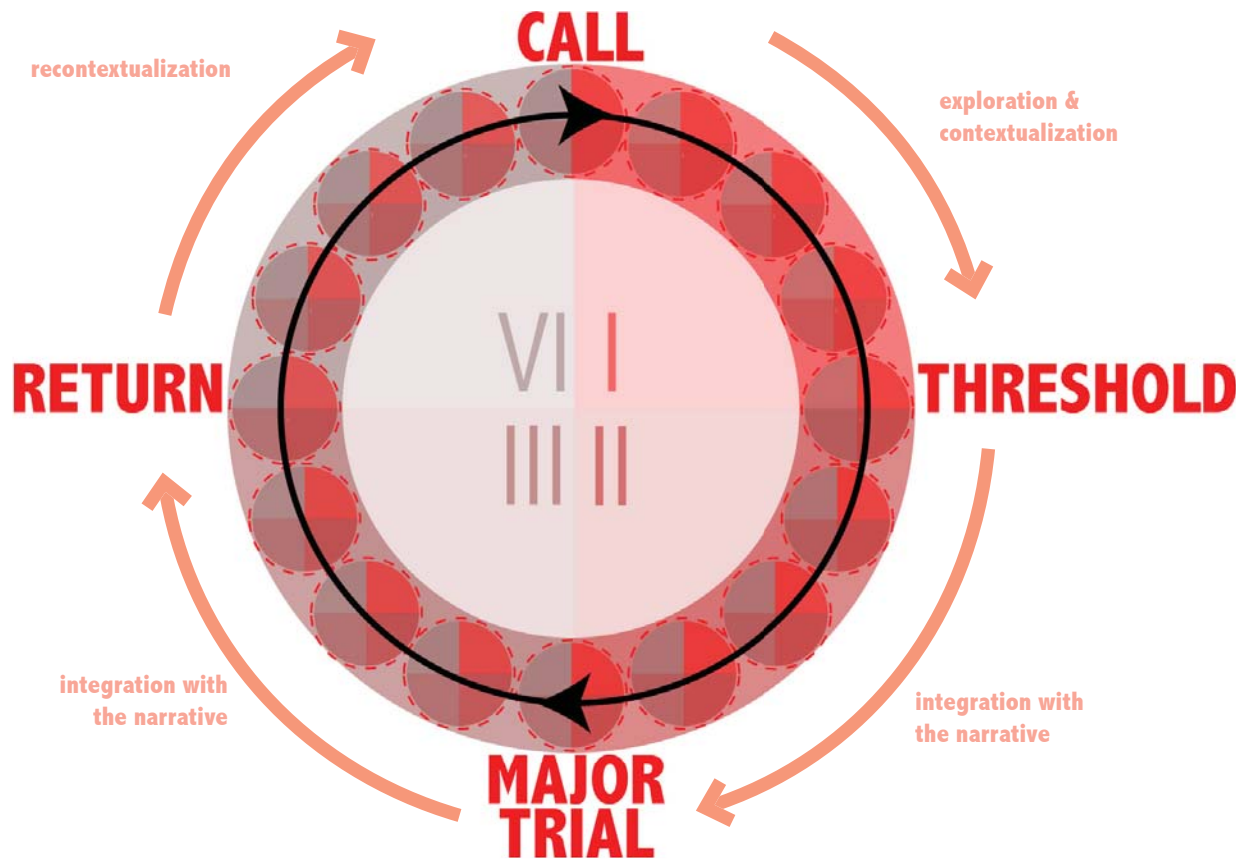 CALL
recontextualization
exploration &
contextualization
VI I
RETURN
THRESHOLD
III II
integration with
the narrative
integration with
the narrative
MAJOR
TRIAL